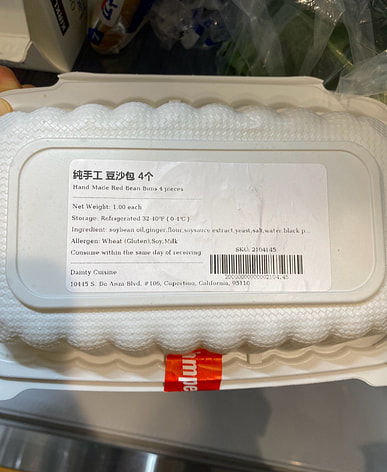 纯手工 豆沙包 4个
Hand Made Red Bean Buns 4 pieces
Net Weight: 1.00 each
Storage: Refrigerated 32-40°F ( 0-4°C)
Ingredient: soybean oil,ginger,flour,soysauce extract,yeast,salt,water,black p...
Allergen: Wheat (Gluten),Soy,Milk
SKU: 2104145
Consume within the same day of receiving
Dainty Cuisine
10445 S. De Anza Blvd, #106, Cupertino, California, 95110